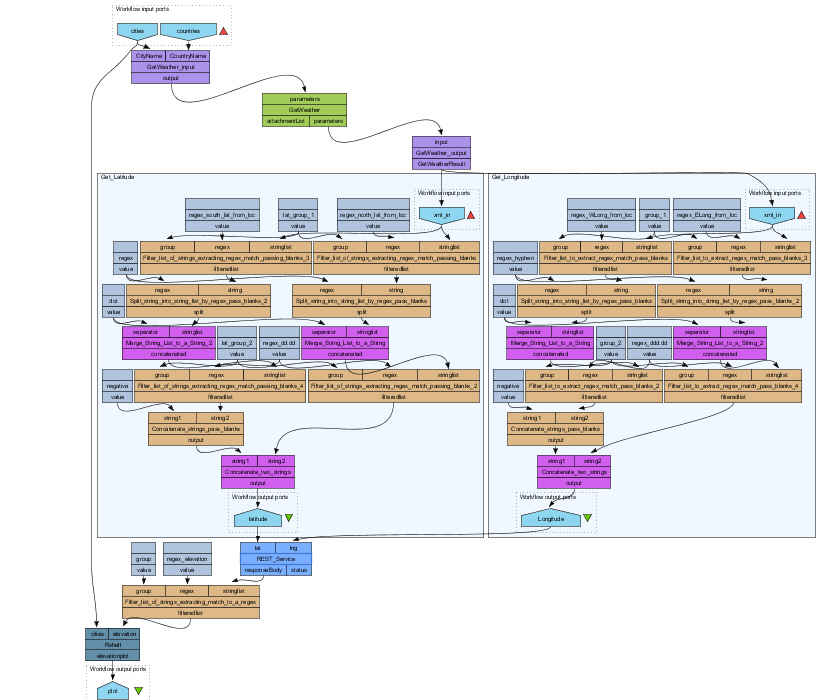 Workflow input ports
cities countries
CityName CountryName
GetWeather_input
output
parameters
GetWeather
attachmentList parameters
input
GetWeather_output
GetWeatherResult
Get_Latitude
Workflow input ports
regex_south_lat_from_loc lat_group_1 regex_north_lat_from_loc xml_in
value value value
group regex stringlist group regex stringlist
regex Filter_list_of_strings_extracting_regex_match_passing_blanks_3 Filter_list_of_strings_extracting_regex_match_passing_blanks
value filteredlist filteredlist
regex string regex string
dot Split_string_into_string_list_by_regex_pass_blanks_2 Split_string_into_string_list_by_regex_pass_blanks
value split split
separator stringlist separator stringlist
Merge_String_List_to_a_String_2 lat_group_2 regex_dd.dd Merge_String_List_to_a_String
concatenated value value concatenated
group regex stringlist group regex stringlist
negative Filter_list_of_strings_extracting_regex_match_passing_blanks_4 Filter_list_of_strings_extracting_regex_match_passing_blanks_2
value filteredlist filteredlist
string1 string2
Concatenate_strings_pass_blanks
output
string1 string2
Concatenate_two_strings
output
Workflow output ports
latitude
Get_Longitude
Workflow input ports
regex_WLong_from_loc group_1 regex_ELong_from_loc xml_in
value value value
group regex stringlist group regex stringlist
regex_hyphen Filter_list_to_extract_regex_match_pass_blanks Filter_list_to_extract_regex_match_pass_blanks_3
value filteredlist filteredlist
regex string regex string
dot Split_string_into_string_list_by_regex_pass_blanks Split_string_into_string_list_by_regex_pass_blanks_2
value split split
separator stringlist separator stringlist
Merge_String_List_to_a_String group_2 regex_ddd.dd Merge_String_List_to_a_String_2
concatenated value value concatenated
group regex stringlist group regex stringlist
negative Filter_list_to_extract_regex_match_pass_blanks_2 Filter_list_to_extract_regex_match_pass_blanks_4
value filteredlist filteredlist
string1 string2
Concatenate_strings_pass_blanks
output
string1 string2
Concatenate_two_strings
output
Workflow output ports
Longitude
lat lng
group regex_elevation REST_Service
value value responseBody status
group regex stringlist
Filter_list_of_strings_extracting_match_to_a_regex
filteredlist
cities elevation
Rshell
elevationplot
Workflow output ports
plot